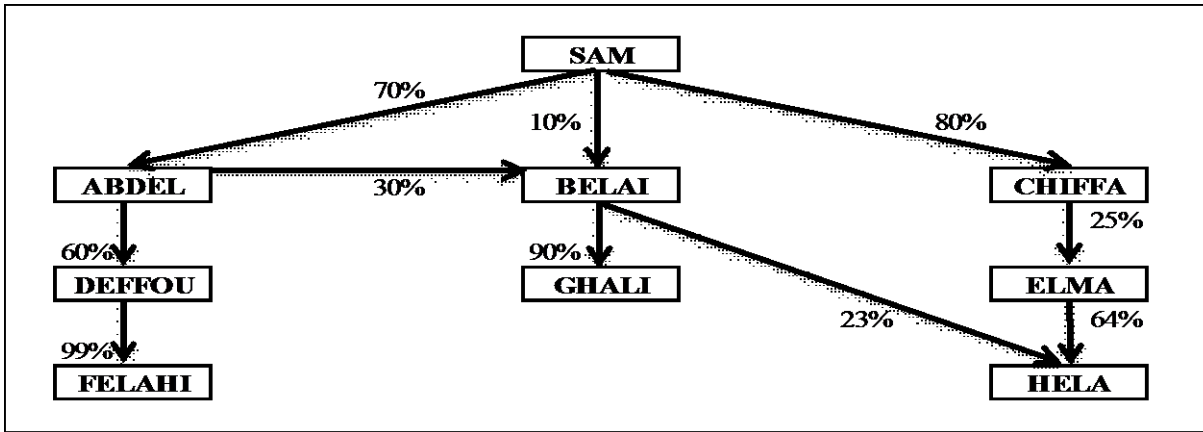 SAM
70%
10%
80%
ABDEL
30%
BELAI
CHIFFA
60%
90%
25%
DEFFOU
GHALI
ELMA
99%
23%
64%
FELAHI
HELA